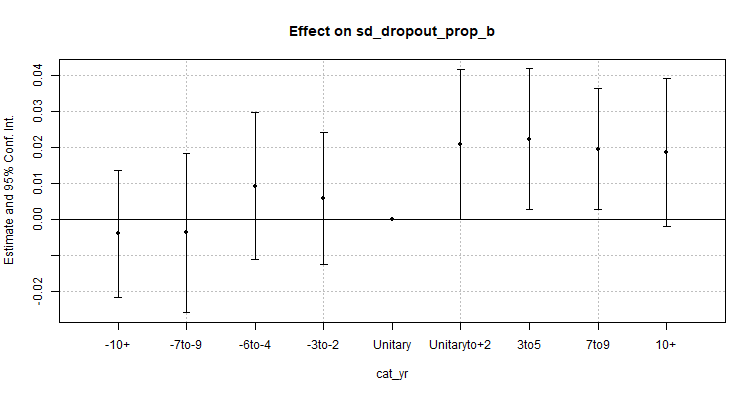 Effect on sd_dropout_prop_b
Estimate and 95% Conf. Int.
0.04
0.03
0.02
0.01
0.00
-0.02
-10+ -7to-9 -6to-4 -3to-2 Unitary Unitaryto+2 3to5 7to9 10+
cat_yr